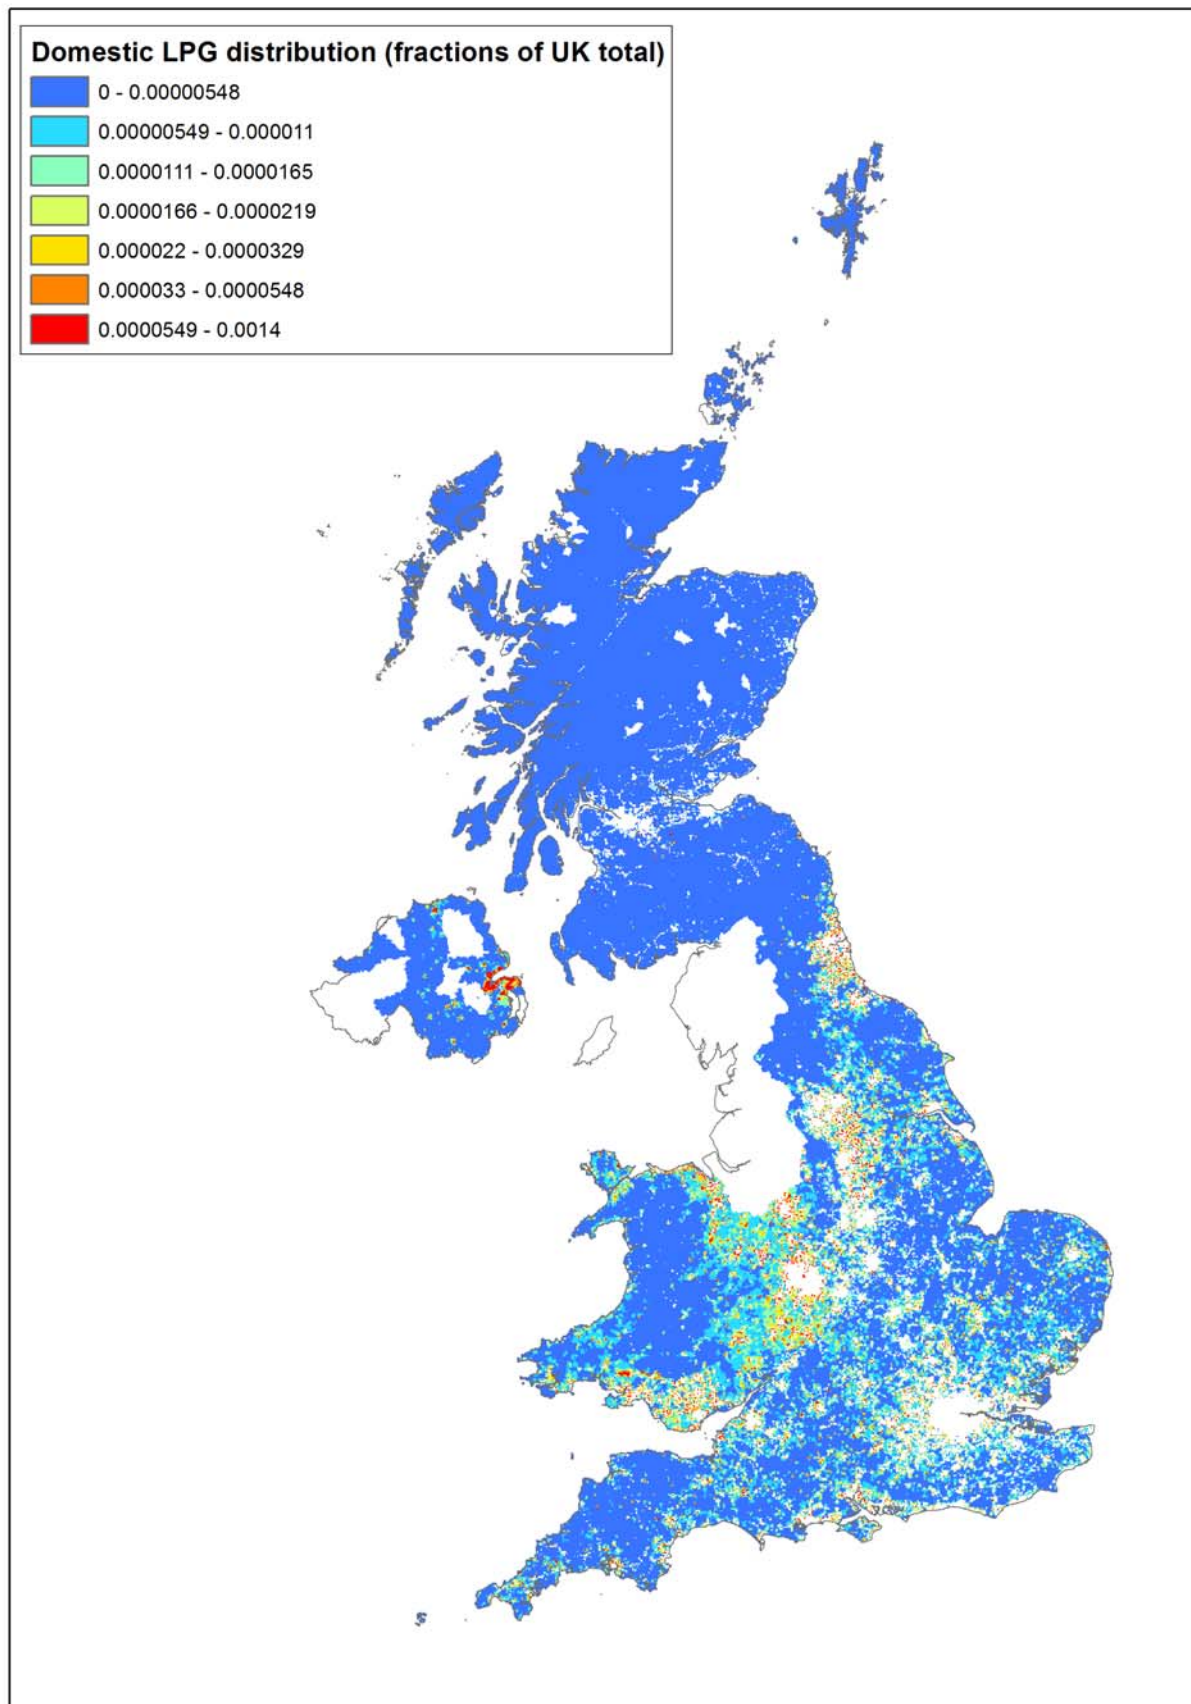 Domestic LPG distribution (fractions of UK total)
0 - 0.00000548
0.00000549 - 0.000011
0.0000111 - 0.0000165
0.0000166 - 0.0000219
0.000022 - 0.0000329
0.000033 - 0.0000548
0.0000549 - 0.0014